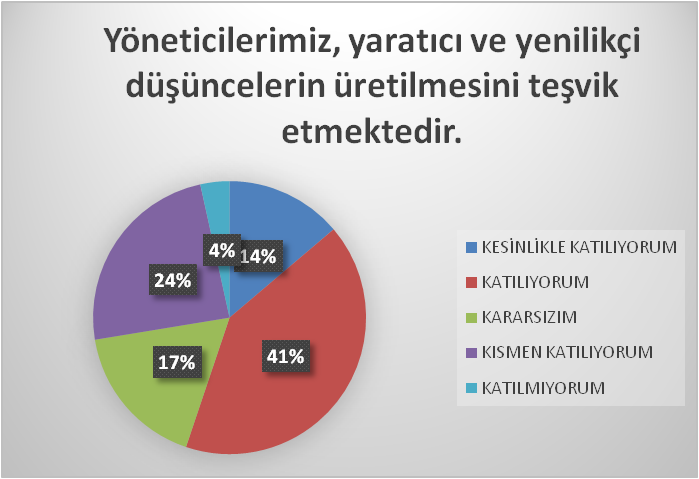 Yöneticilerimiz, yaratıcı ve yenilikçi
düşüncelerin üretilmesini teşvik
etmektedir.
4%
14%
24%
17%
41%
KESİNLİKLE KATILIYORUM
KATILIYORUM
KARARSIZIM
KISMEN KATILIYORUM
KATILMIYORUM